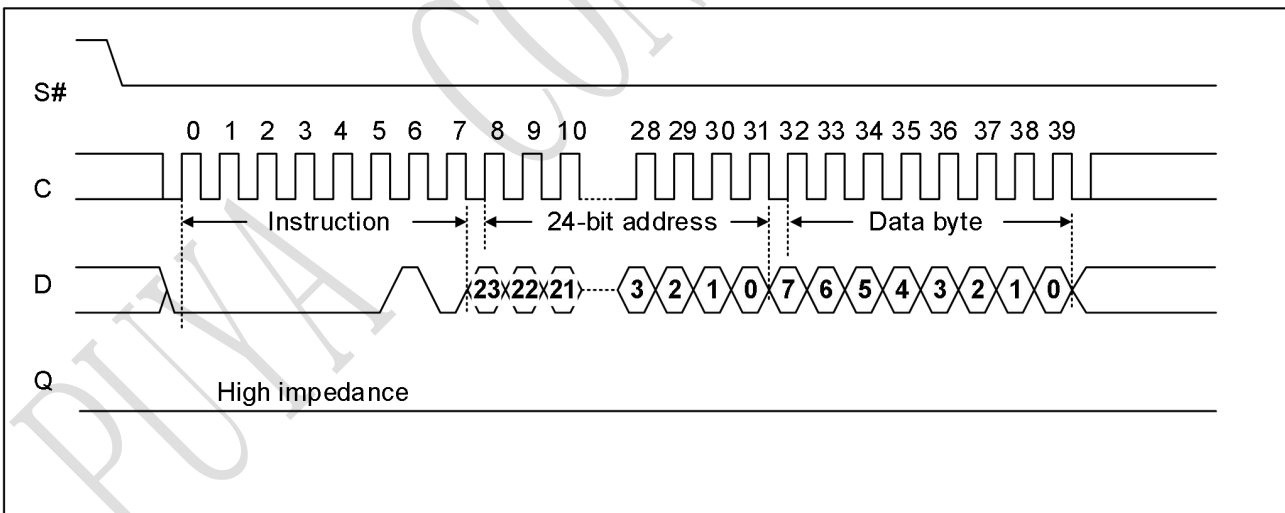 S#
0 1 2 3 4 5 6 7 8 9 10 28 29 30 31 32 33 34 35 36 37 38 39
C
Instruction 24-bit address Data byte
D
23 22 21 3 2 1 0 7 6 5 4 3 2 1 0
Q
High impedance
PUYA CON